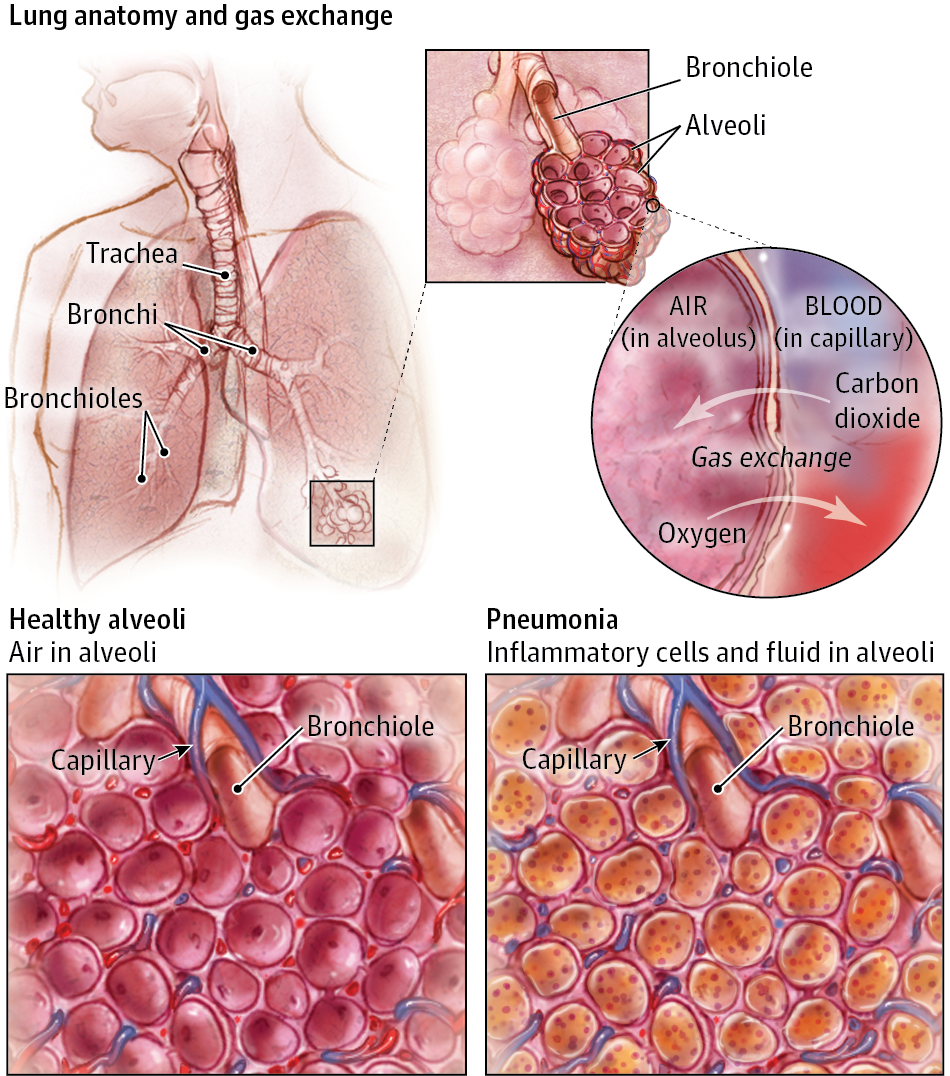 Lung anatomy and gas exchange
Bronchiole
Alveoli
Trachea
Bronchi
Bronchioles
AIR
(in alveolus)
BLOOD
(in capillary)
Carbon
dioxide
Gas exchange
Oxygen
Healthy alveoli
Air in alveoli
Bronchiole
Capillary
Pneumonia
Inflammatory cells and fluid in alveoli
Bronchiole
Capillary